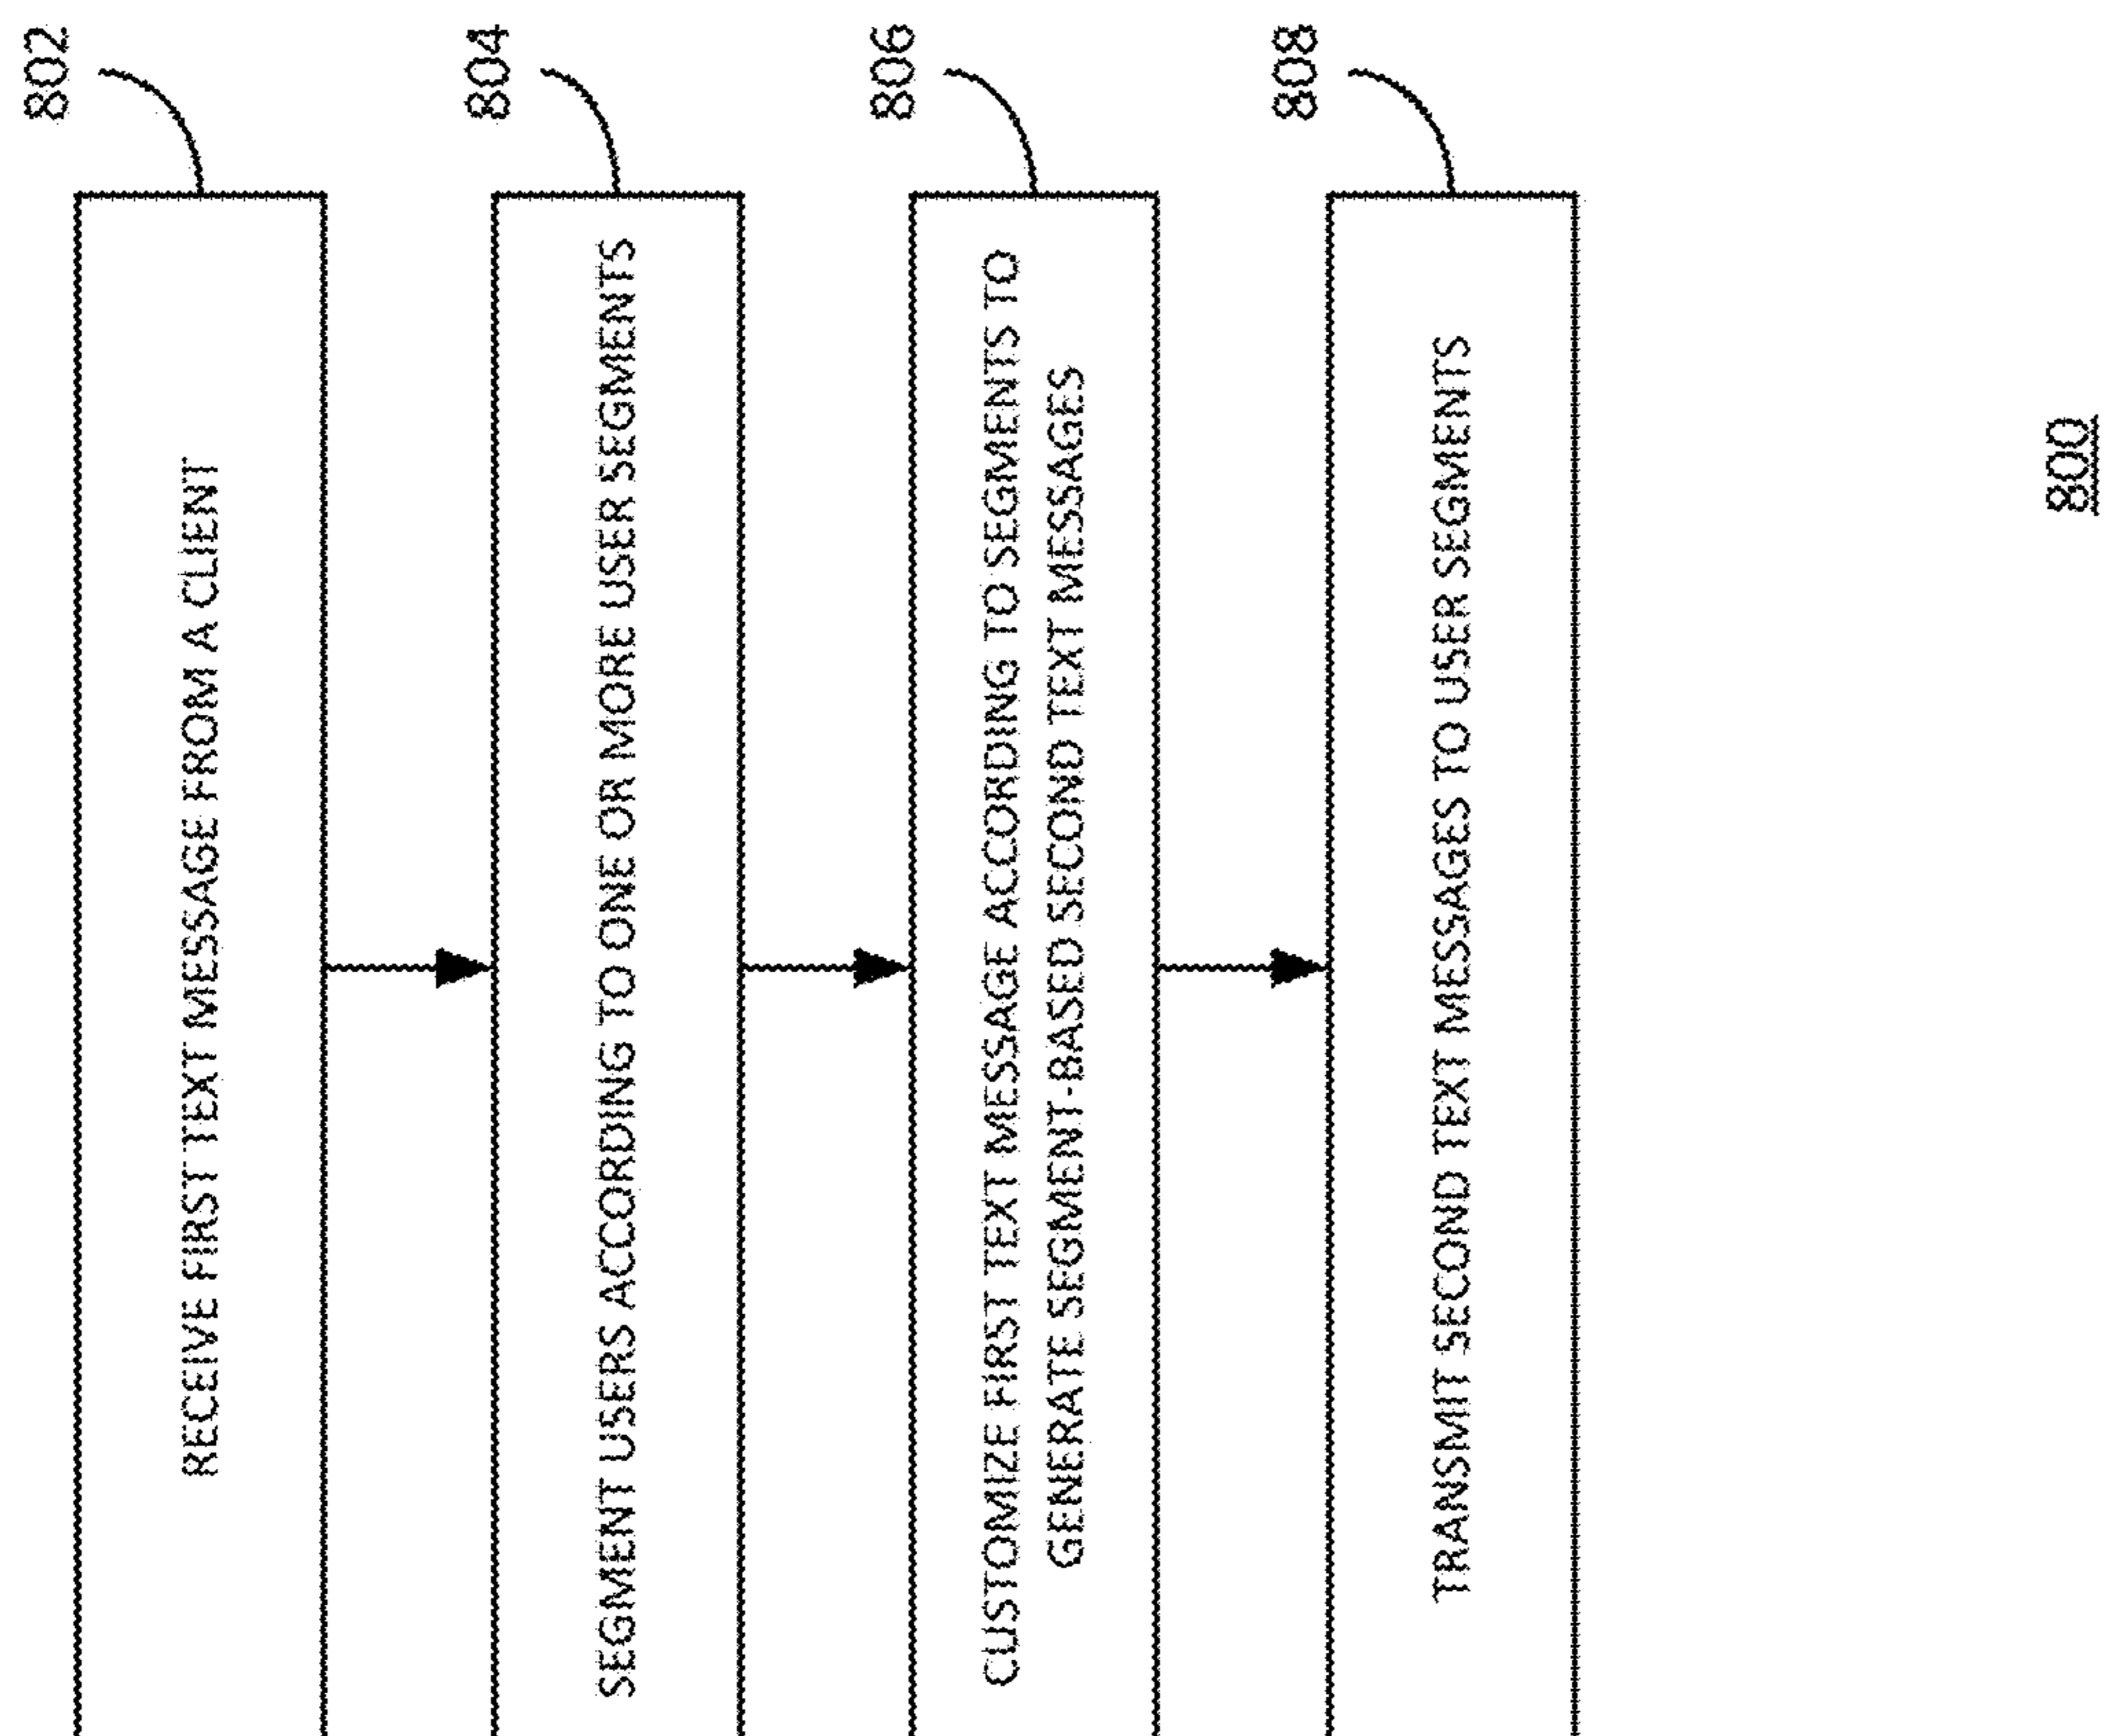 802
RECEIVE FIRST TEXT MESSAGE FROM A CLIENT
804
SEGMENT USERS ACCORDING TO ONE OR MORE USER SEGMENTS
806
CUSTOMIZE FIRST TEXT MESSAGE ACCORDING TO SEGMENTS TO
GENERATE SEGMENT-BASED SECOND TEXT MESSAGES
808
TRANSMIT SECOND TEXT MESSAGES TO USER SEGMENTS
800